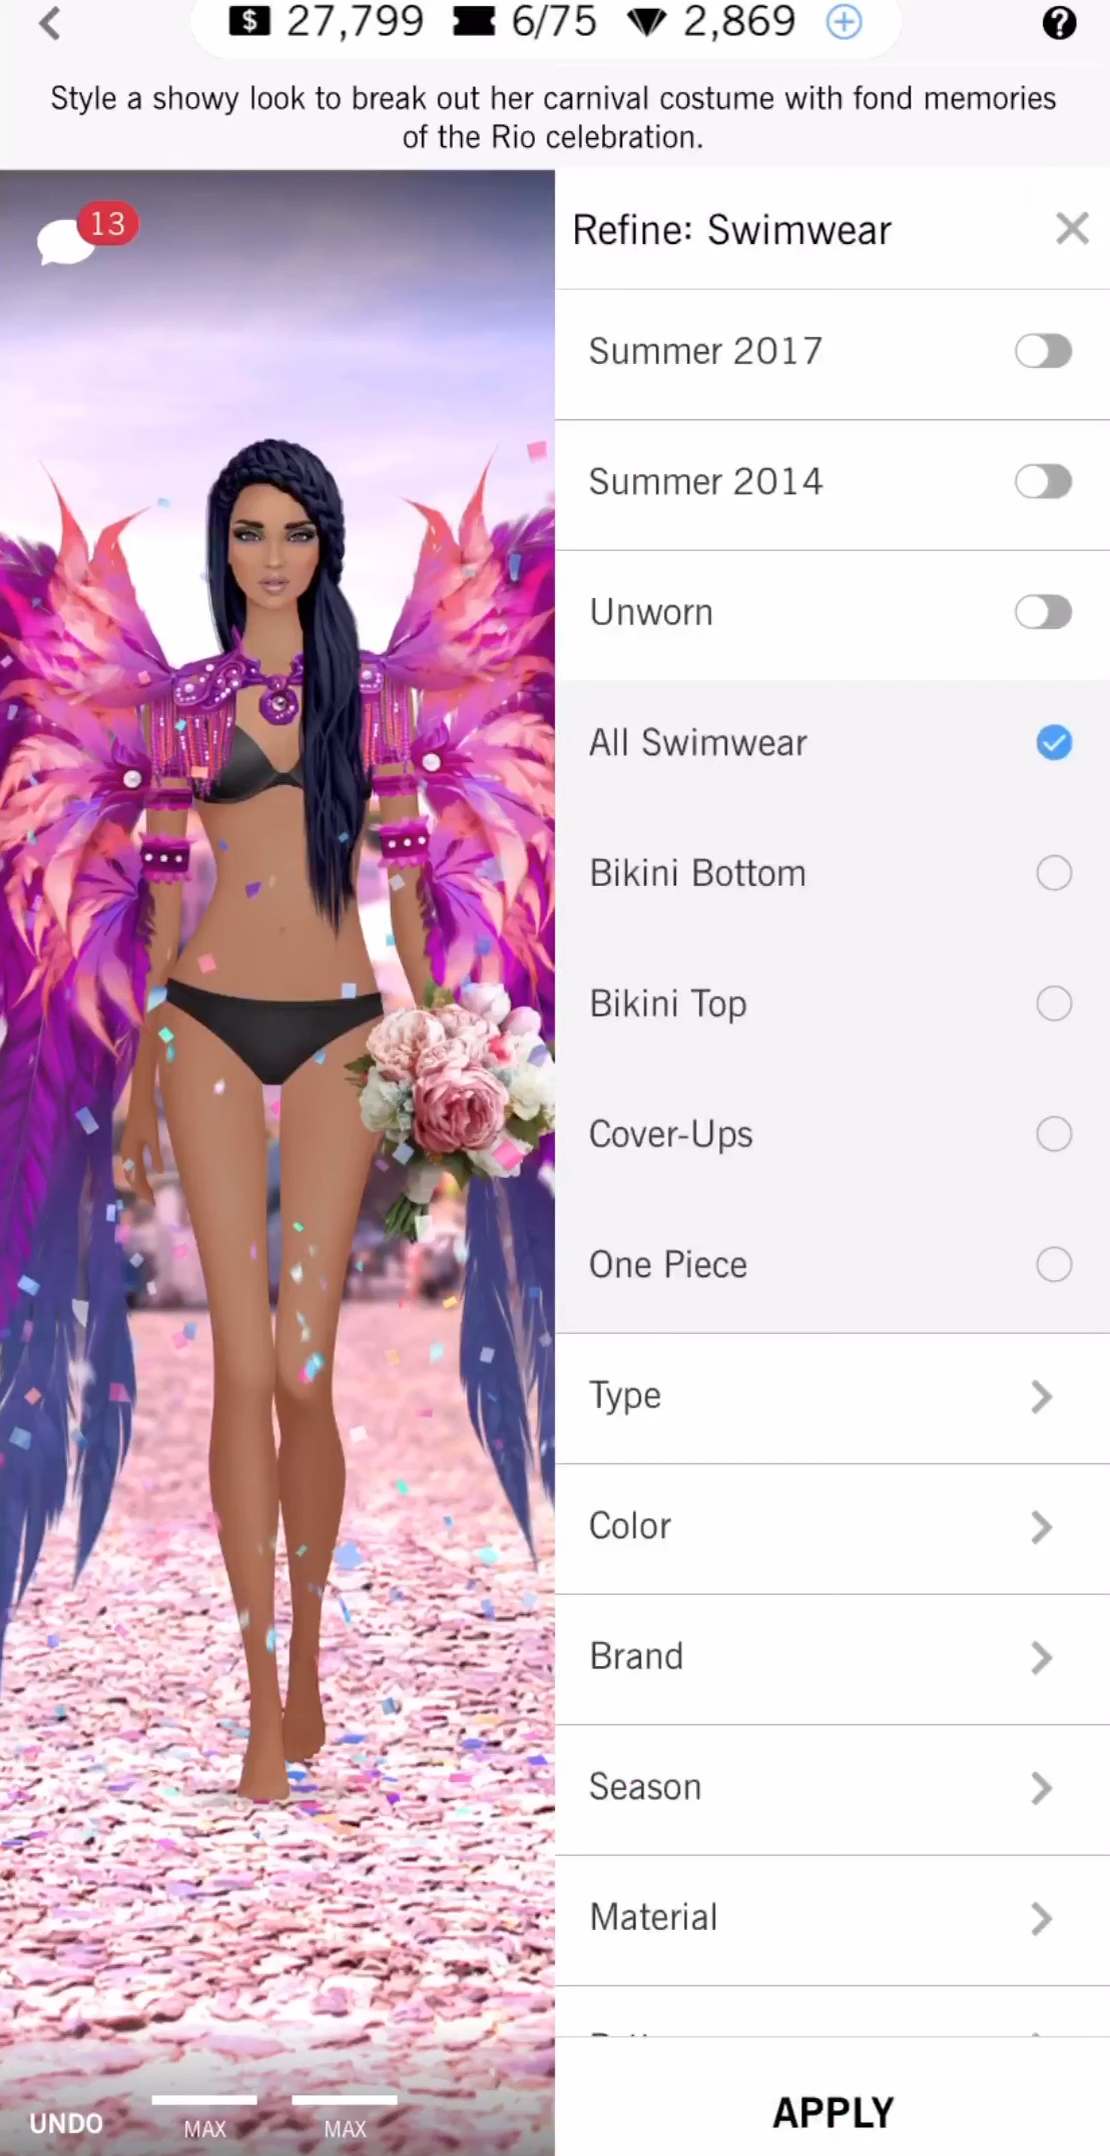 $ 27,799 6/75 2,869 + ?
Style a showy look to break out her carnival costume with fond memories
of the Rio celebration.
13
Refine: Swimwear
Summer 2017
Summer 2014
Unworn
All Swimwear
Bikini Bottom
Bikini Top
Cover-Ups
One Piece
Type
Color
Brand
Season
Material
UNDO
MAX
MAX
APPLY